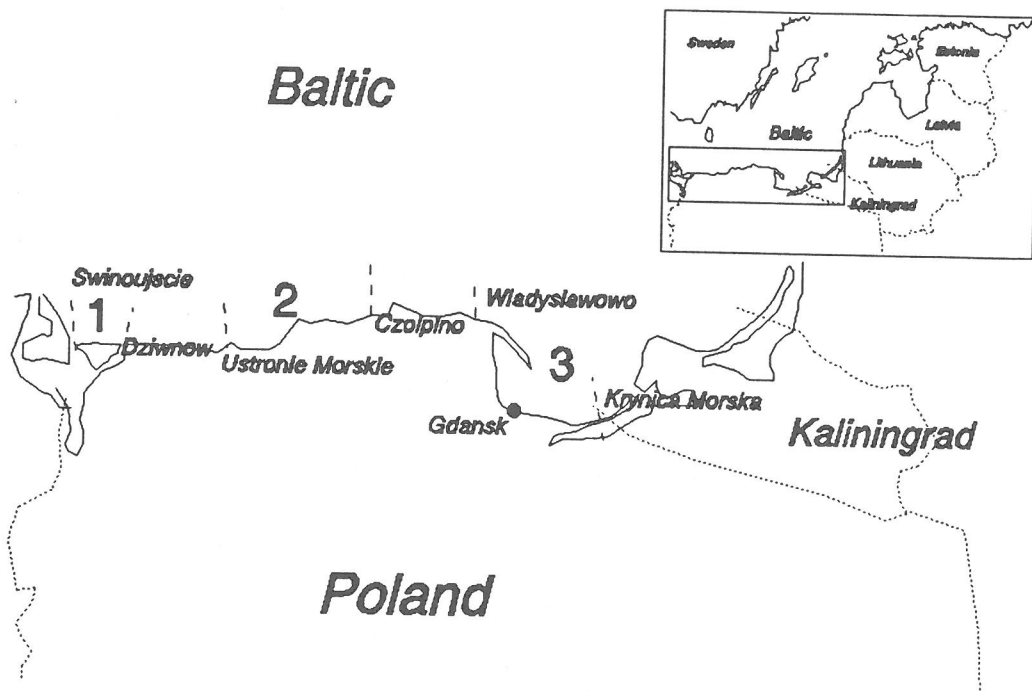 Baltic
Sweden
Estonia
Latvia
Baltic
Lithuania
Kaliningrad
Swinoujscie
1
2
Wladyslawowo
Czolpino
Dziwnow
Ustronie Morskie
3
Krynica Morska
Gdansk
Kaliningrad
Poland